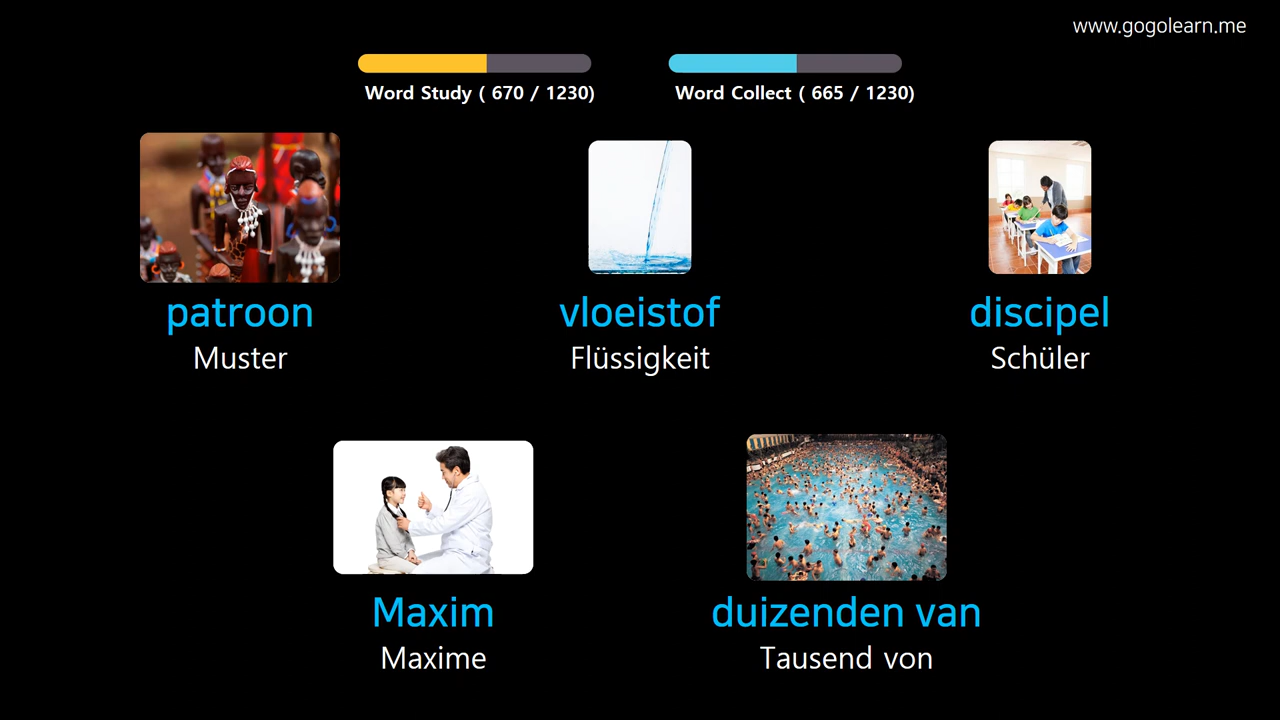 www.gogolearn.me
Word Study ( 670 / 1230)
Word Collect ( 665 / 1230)
patroon
Muster
vloeistof
Flüssigkeit
discipel
Schüler
Maxim
Maxime
duizenden van
Tausend von